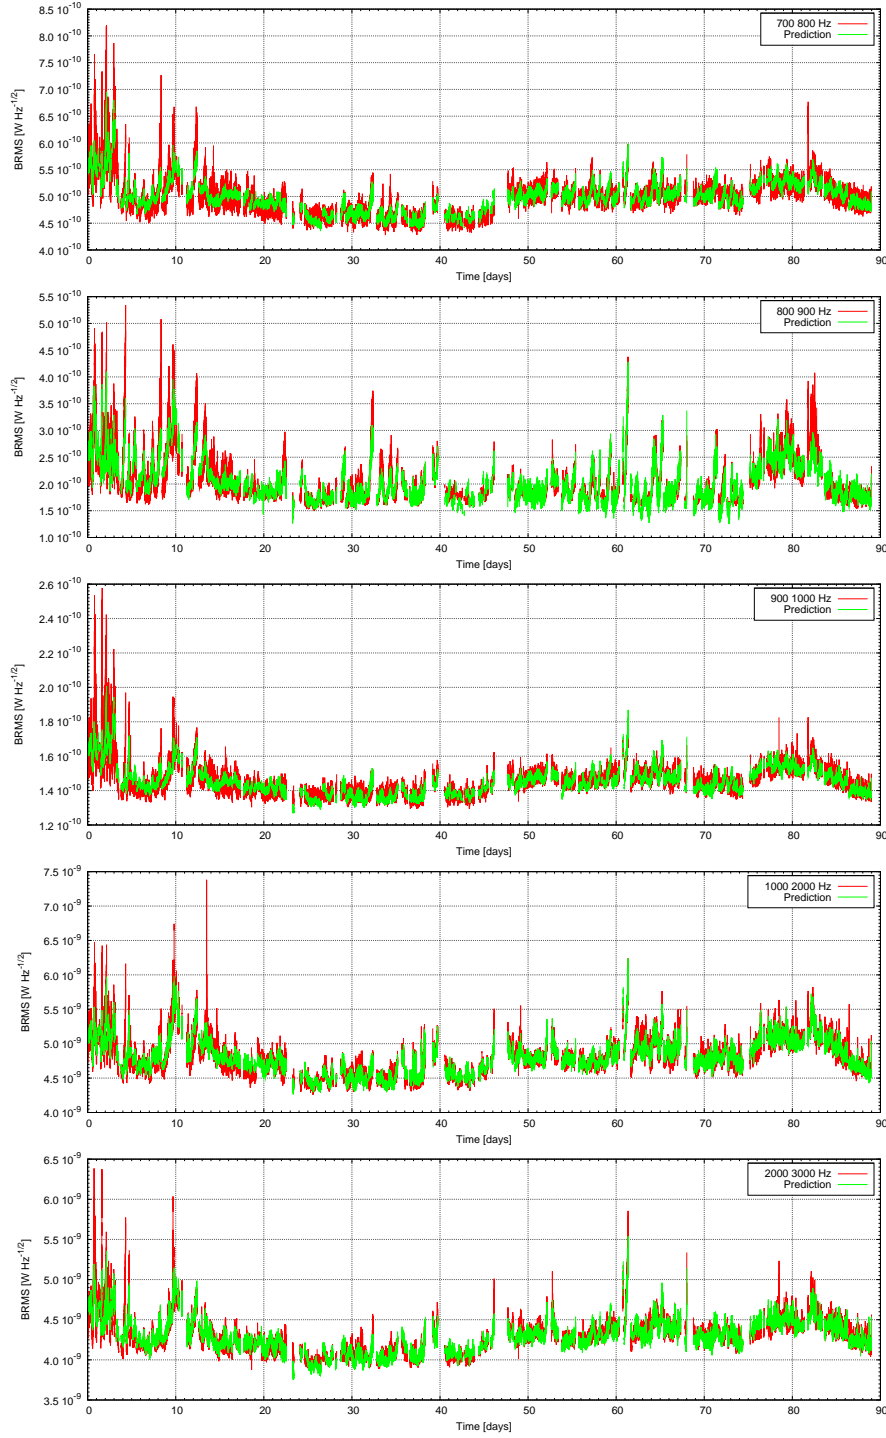 8.5 10^-10
8.0 10^-10
7.5 10^-10
7.0 10^-10
6.5 10^-10
6.0 10^-10
5.5 10^-10
5.0 10^-10
4.5 10^-10
4.0 10^-10
BRMS [W Hz^-1/2]
700 800 Hz
Prediction
0 10 20 30 40 50 60 70 80 90
Time [days]
5.5 10^-10
5.0 10^-10
4.5 10^-10
4.0 10^-10
3.5 10^-10
3.0 10^-10
2.5 10^-10
2.0 10^-10
1.5 10^-10
1.0 10^-10
BRMS [W Hz^-1/2]
800 900 Hz
Prediction
0 10 20 30 40 50 60 70 80 90
Time [days]
2.6 10^-10
2.4 10^-10
2.2 10^-10
2.0 10^-10
1.8 10^-10
1.6 10^-10
1.4 10^-10
1.2 10^-10
BRMS [W Hz^-1/2]
900 1000 Hz
Prediction
0 10 20 30 40 50 60 70 80 90
Time [days]
7.5 10^-9
7.0 10^-9
6.5 10^-9
6.0 10^-9
5.5 10^-9
5.0 10^-9
4.5 10^-9
4.0 10^-9
BRMS [W Hz^-1/2]
1000 2000 Hz
Prediction
0 10 20 30 40 50 60 70 80 90
Time [days]
6.5 10^-9
6.0 10^-9
5.5 10^-9
5.0 10^-9
4.5 10^-9
4.0 10^-9
3.5 10^-9
BRMS [W Hz^-1/2]
2000 3000 Hz
Prediction
0 10 20 30 40 50 60 70 80 90
Time [days]